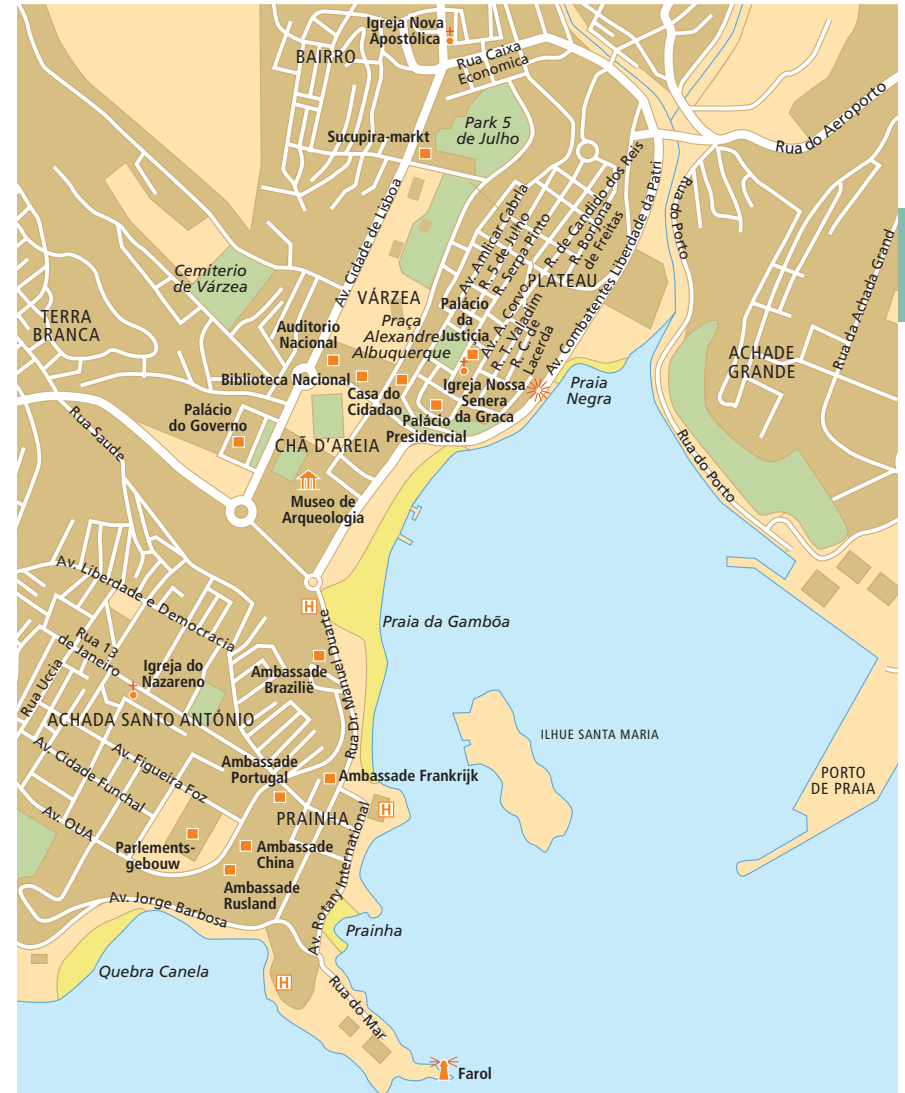 Igreja Nova
Apostólica
BAIRRO
Rua Caixa
Economica
Park 5
de Julho
Sucupira-markt
Rua do Aeroporto
Av. Cidade de Lisboa
Rua do Porto
Rua da Achada Grand
Cemiterio
de Várzea
VÁRZEA
Av. Amlicar Cabrla
R. 5 de Julho
R. Serpa Pinto
R. de Candido dos Reis
R. Borjona
de Freitas
PLATEAU
Av. Combatentes Liberdade da Patri
Av. A. Corvo
R. T. Valadim
R. C. de
Lacerda
TERRA
BRANCA
Auditorio
Nacional
Praça
Alexandre
Albuquerque
Palácio
da
Justicia
ACHADE
GRANDE
Biblioteca Nacional
Casa do
Cidadao
Igreja Nossa
Senera
da Graca
Praia
Negra
Palácio
do Governo
Palácio
Presidencial
Rua Saude
CHÃ D'AREIA
Rua do Porto
Museo de
Arqueologia
Av. Liberdade e Democracia
H
Praia da Gambõa
Rua 13
de Janeiro
Rua Uccia
Igreja do
Nazareno
Ambassade
Brazilië
Rua Dr. Manuel Duarte
ACHADA SANTO ANTÓNIO
ILHUE SANTA MARIA
Av. Figueira Foz
Av. Cidade Funchal
Ambassade
Portugal
Ambassade Frankrijk
PORTO
DE PRAIA
Av. OUA
PRAINHA
H
Parlements-
gebouw
Ambassade
China
Ambassade
Rusland
Av. Rotary International
Av. Jorge Barbosa
Prainha
Quebra Canela
H
Rua do Mar
Farol